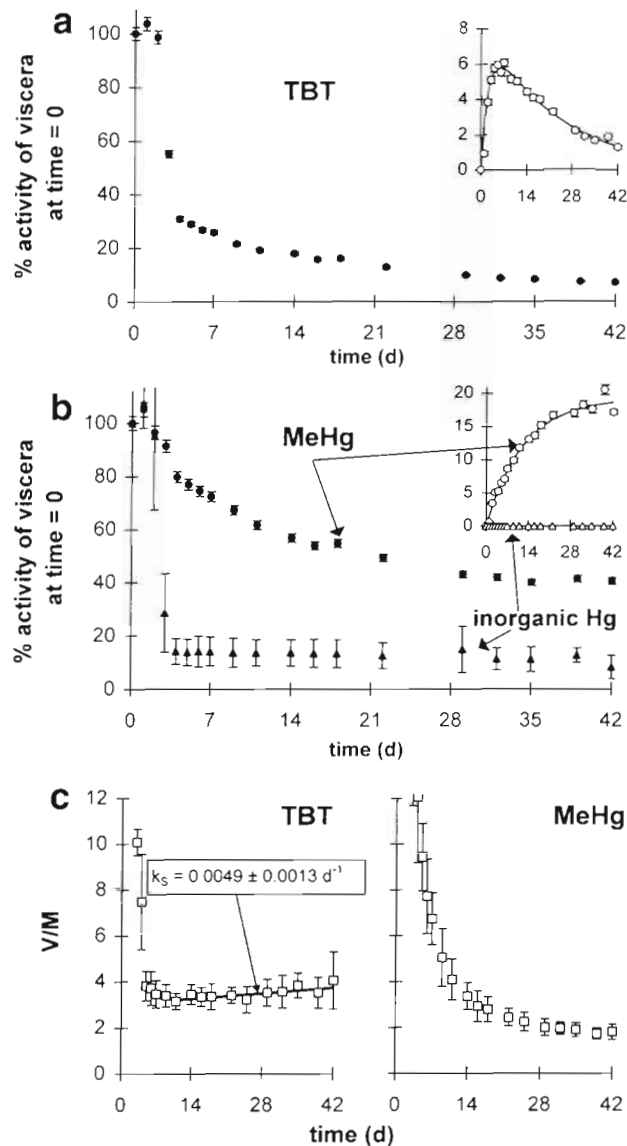 a
TBT
% activity of viscera
at time = 0
100
80
60
40
20
0
0 7 14 21 28 35 42
time (d)
8
6
4
2
0
0 14 28 42
b
MeHg
inorganic Hg
% activity of viscera
at time = 0
100
80
60
40
20
0
0 7 14 21 28 35 42
time (d)
20
15
10
5
0
0 14 28 42
c
TBT
MeHg
V/M
12
10
8
6
4
2
0
kS = 0 0049 ± 0.0013 d⁻¹
0 14 28 42
0 14 28 42
time (d)